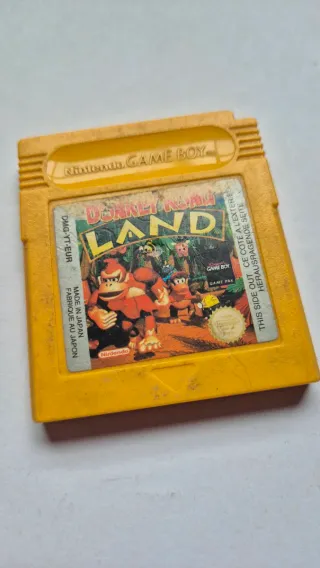 Nintendo GAME BOY
DONKEY KONG
LAND
DMG-YT-EUR
MADE IN JAPAN
FABRIQUE AU JAPON
Nintendo
GAME BOY
THIS SIDE OUT CE COTE A L'EXTERIEUR
HERAUSRAGENDE SEITE